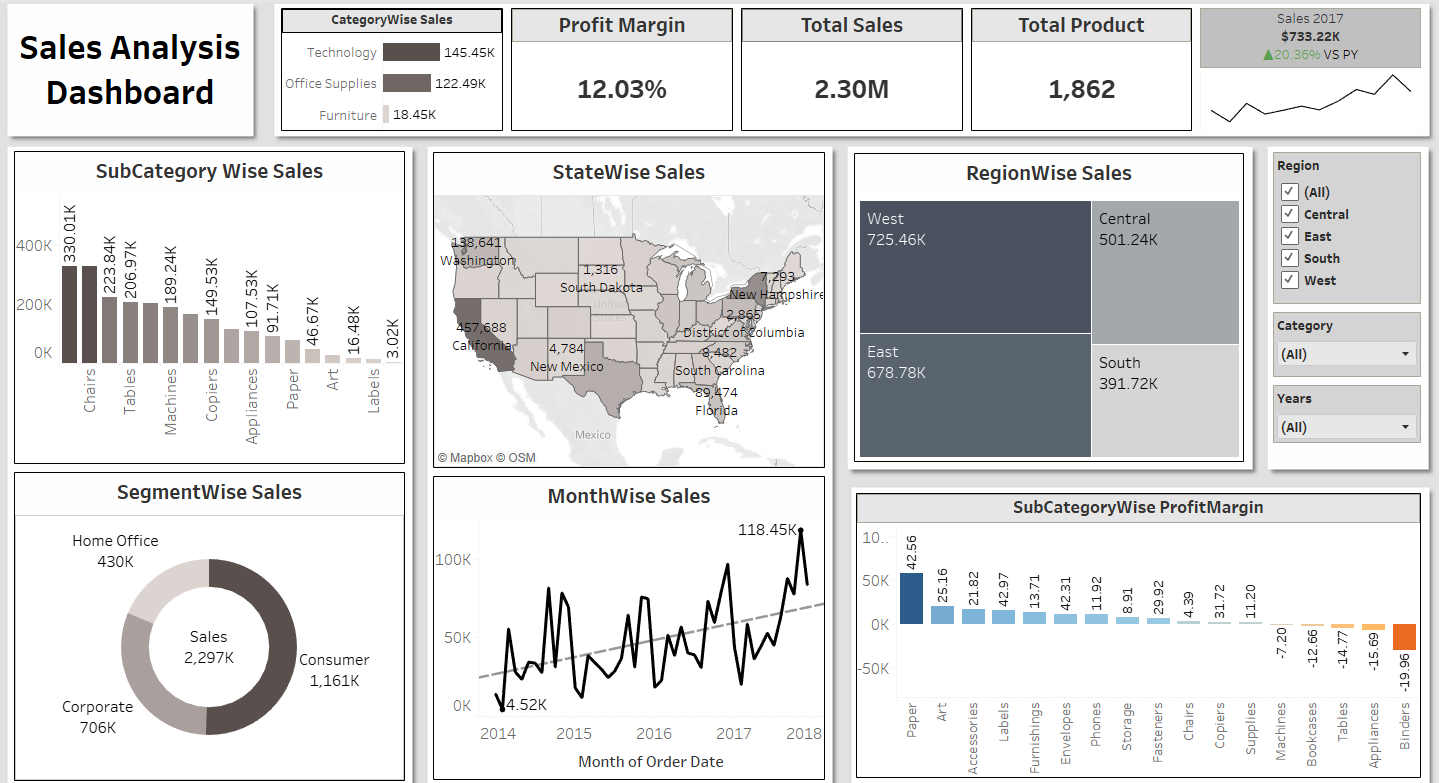 Sales Analysis
Dashboard
CategoryWise Sales
Technology 145.45K
Office Supplies 122.49K
Furniture 18.45K
Profit Margin
12.03%
Total Sales
2.30M
Total Product
1,862
Sales 2017
$733.22K
▲20.36% VS PY
SubCategory Wise Sales
400K
200K
0K
330.01K
223.84K
206.97K
189.24K
149.53K
107.53K
91.71K
46.67K
16.48K
3.02K
Chairs
Tables
Machines
Copiers
Appliances
Paper
Art
Labels
StateWise Sales
138,641
Washington
1,316
South Dakota
United
States
7,293
New Hampshire
2,865
District of Columbia
457,688
California
4,784
New Mexico
8,482
South Carolina
89,474
Florida
Mexico
© Mapbox © OSM
RegionWise Sales
West
725.46K
Central
501.24K
East
678.78K
South
391.72K
Region
(All)
Central
East
South
West
Category
(All)
Years
(All)
SegmentWise Sales
Home Office
430K
Sales
2,297K
Consumer
1,161K
Corporate
706K
MonthWise Sales
118.45K
100K
50K
0K
4.52K
2014 2015 2016 2017 2018
Month of Order Date
SubCategoryWise ProfitMargin
10..
50K
0K
-50K
42.56
25.16
21.82
42.97
13.71
42.31
11.92
8.91
29.92
4.39
31.72
11.20
-7.20
-12.66
-14.77
-15.69
-19.96
Paper
Art
Accessories
Labels
Furnishings
Envelopes
Phones
Storage
Fasteners
Chairs
Copiers
Supplies
Machines
Bookcases
Tables
Appliances
Binders